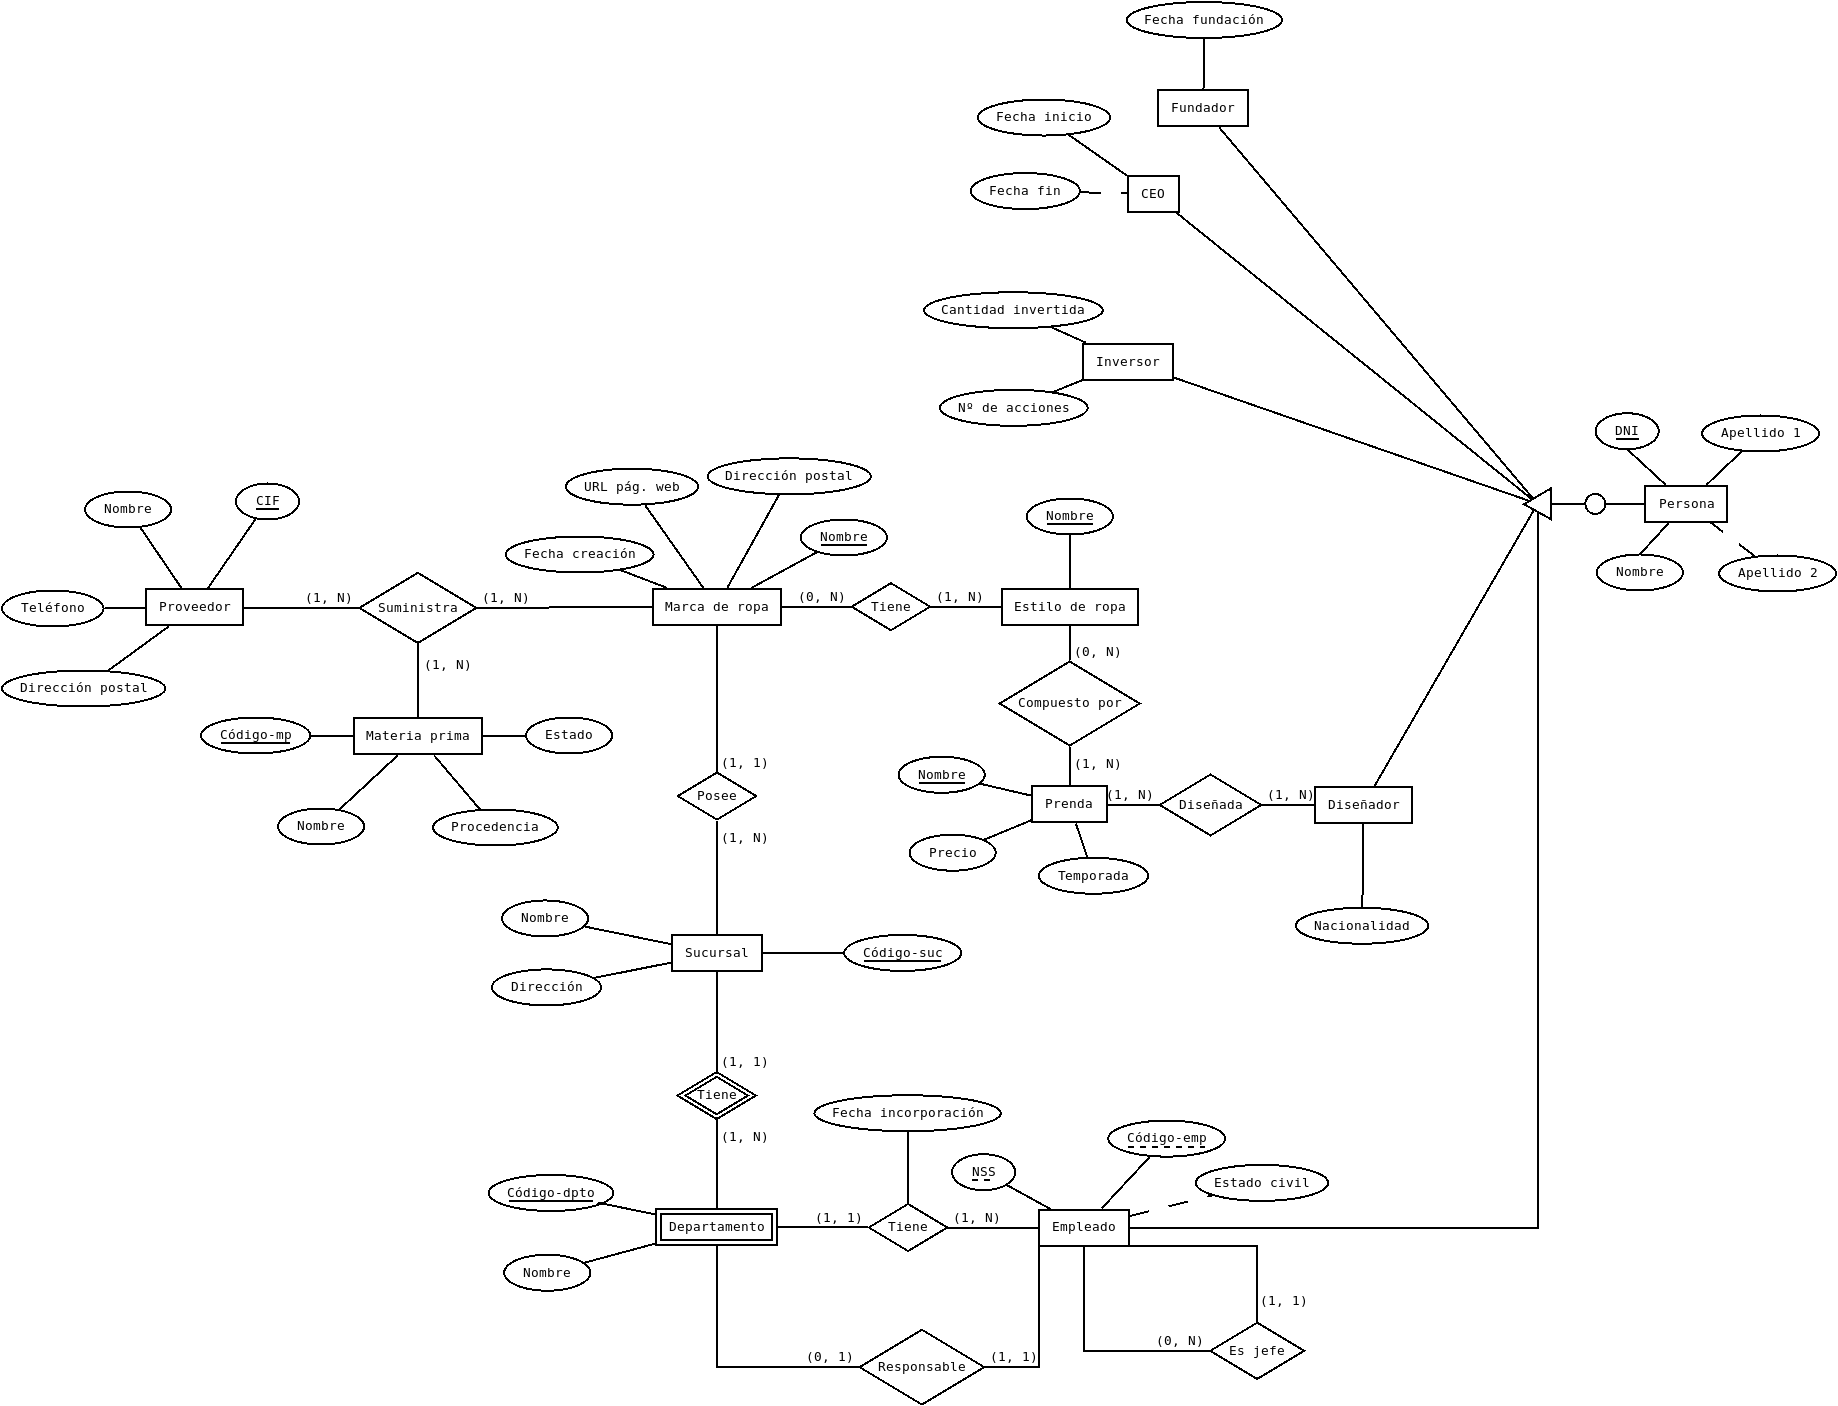 Fecha fundación
Fundador
Fecha inicio
Fecha fin
CEO
Cantidad invertida
Inversor
Nº de acciones
DNI
Apellido 1
Persona
Nombre
Apellido 2
Nombre
CIF
Teléfono
Proveedor
Dirección postal
(1, N)
Suministra
(1, N)
(1, N)
Código-mp
Materia prima
Estado
Nombre
Procedencia
URL pág. web
Dirección postal
Fecha creación
Nombre
Marca de ropa
(0, N)
Tiene
(1, N)
Nombre
Estilo de ropa
(0, N)
Compuesto por
(1, N)
Nombre
Prenda
(1, N)
Diseñada
(1, N)
Diseñador
Precio
Temporada
Nacionalidad
(1, 1)
Posee
(1, N)
Nombre
Sucursal
Código-suc
Dirección
(1, 1)
Tiene
(1, N)
Fecha incorporación
Código-emp
NSS
Estado civil
Código-dpto
Departamento
(1, 1)
Tiene
(1, N)
Empleado
Nombre
(1, 1)
(0, N)
Es jefe
(0, 1)
Responsable
(1, 1)